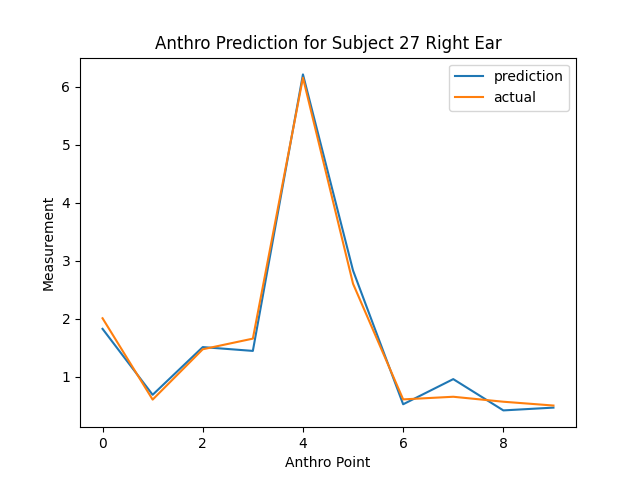 Anthro Prediction for Subject 27 Right Ear
prediction
actual
6
5
4
3
2
1
Measurement
0 2 4 6 8
Anthro Point